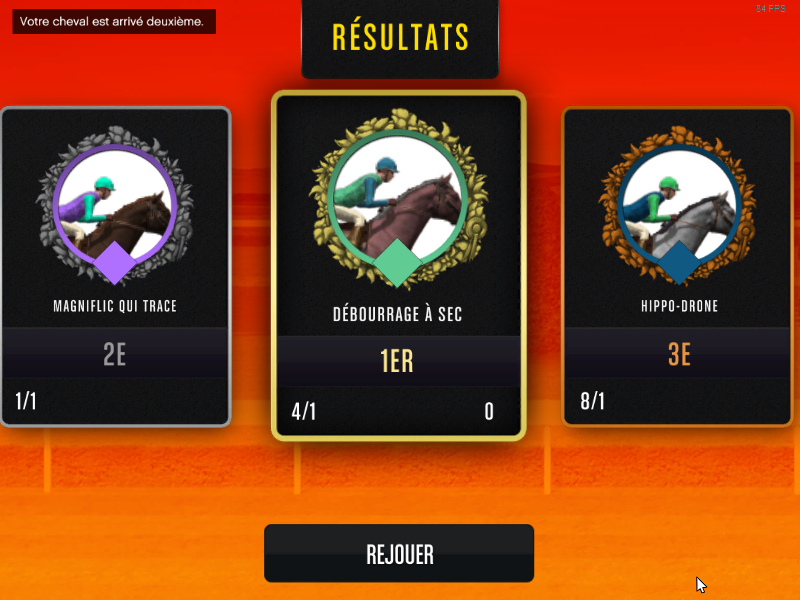 Votre cheval est arrivé deuxième.
54 FPS
RÉSULTATS
MAGNIFLIC QUI TRACE
2E
1/1
DÉBOURRAGE À SEC
1ER
4/1 0
HIPPO-DRONE
3E
8/1
REJOUER